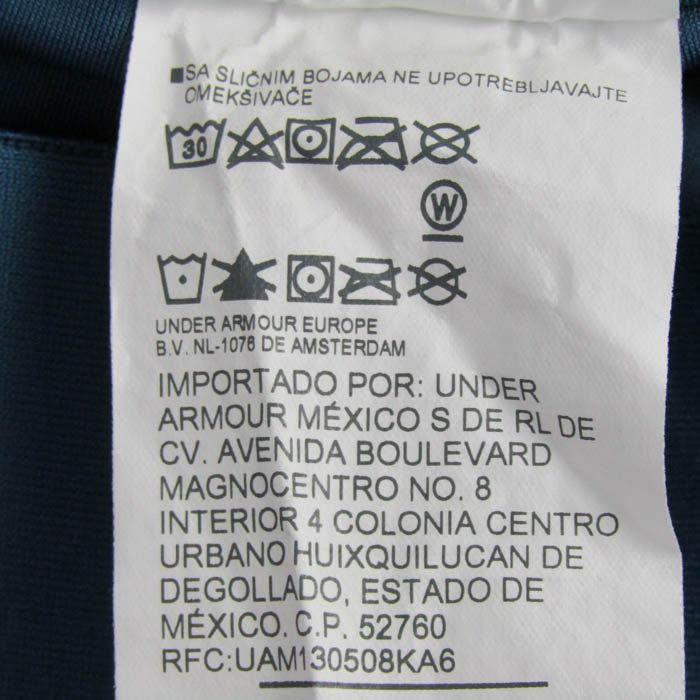 SA SLIČNIM BOJAMA NE UPOTREBLJAVAJTE
OMEKŠIVAČE
30
W
UNDER ARMOUR EUROPE
B.V. NL-1076 DE AMSTERDAM
IMPORTADO POR: UNDER
ARMOUR MÉXICO S DE RL DE
CV. AVENIDA BOULEVARD
MAGNOCENTRO NO. 8
INTERIOR 4 COLONIA CENTRO
URBANO HUIXQUILUCAN DE
DEGOLLADO, ESTADO DE
MÉXICO. C.P. 52760
RFC:UAM130508KA6